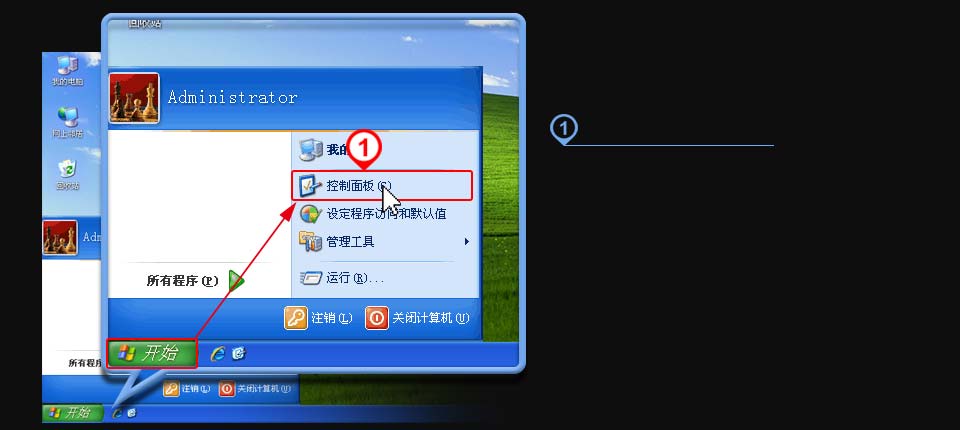 回收站
我的电脑
网上邻居
回收站
Administrator
我的
1
控制面板(C)
设定程序访问和默认值
管理工具
所有程序(P)
运行(R)...
注销(L)
关闭计算机(U)
开始
Adm
所有程序
注销(L)
关闭计算机(U)
开始
1